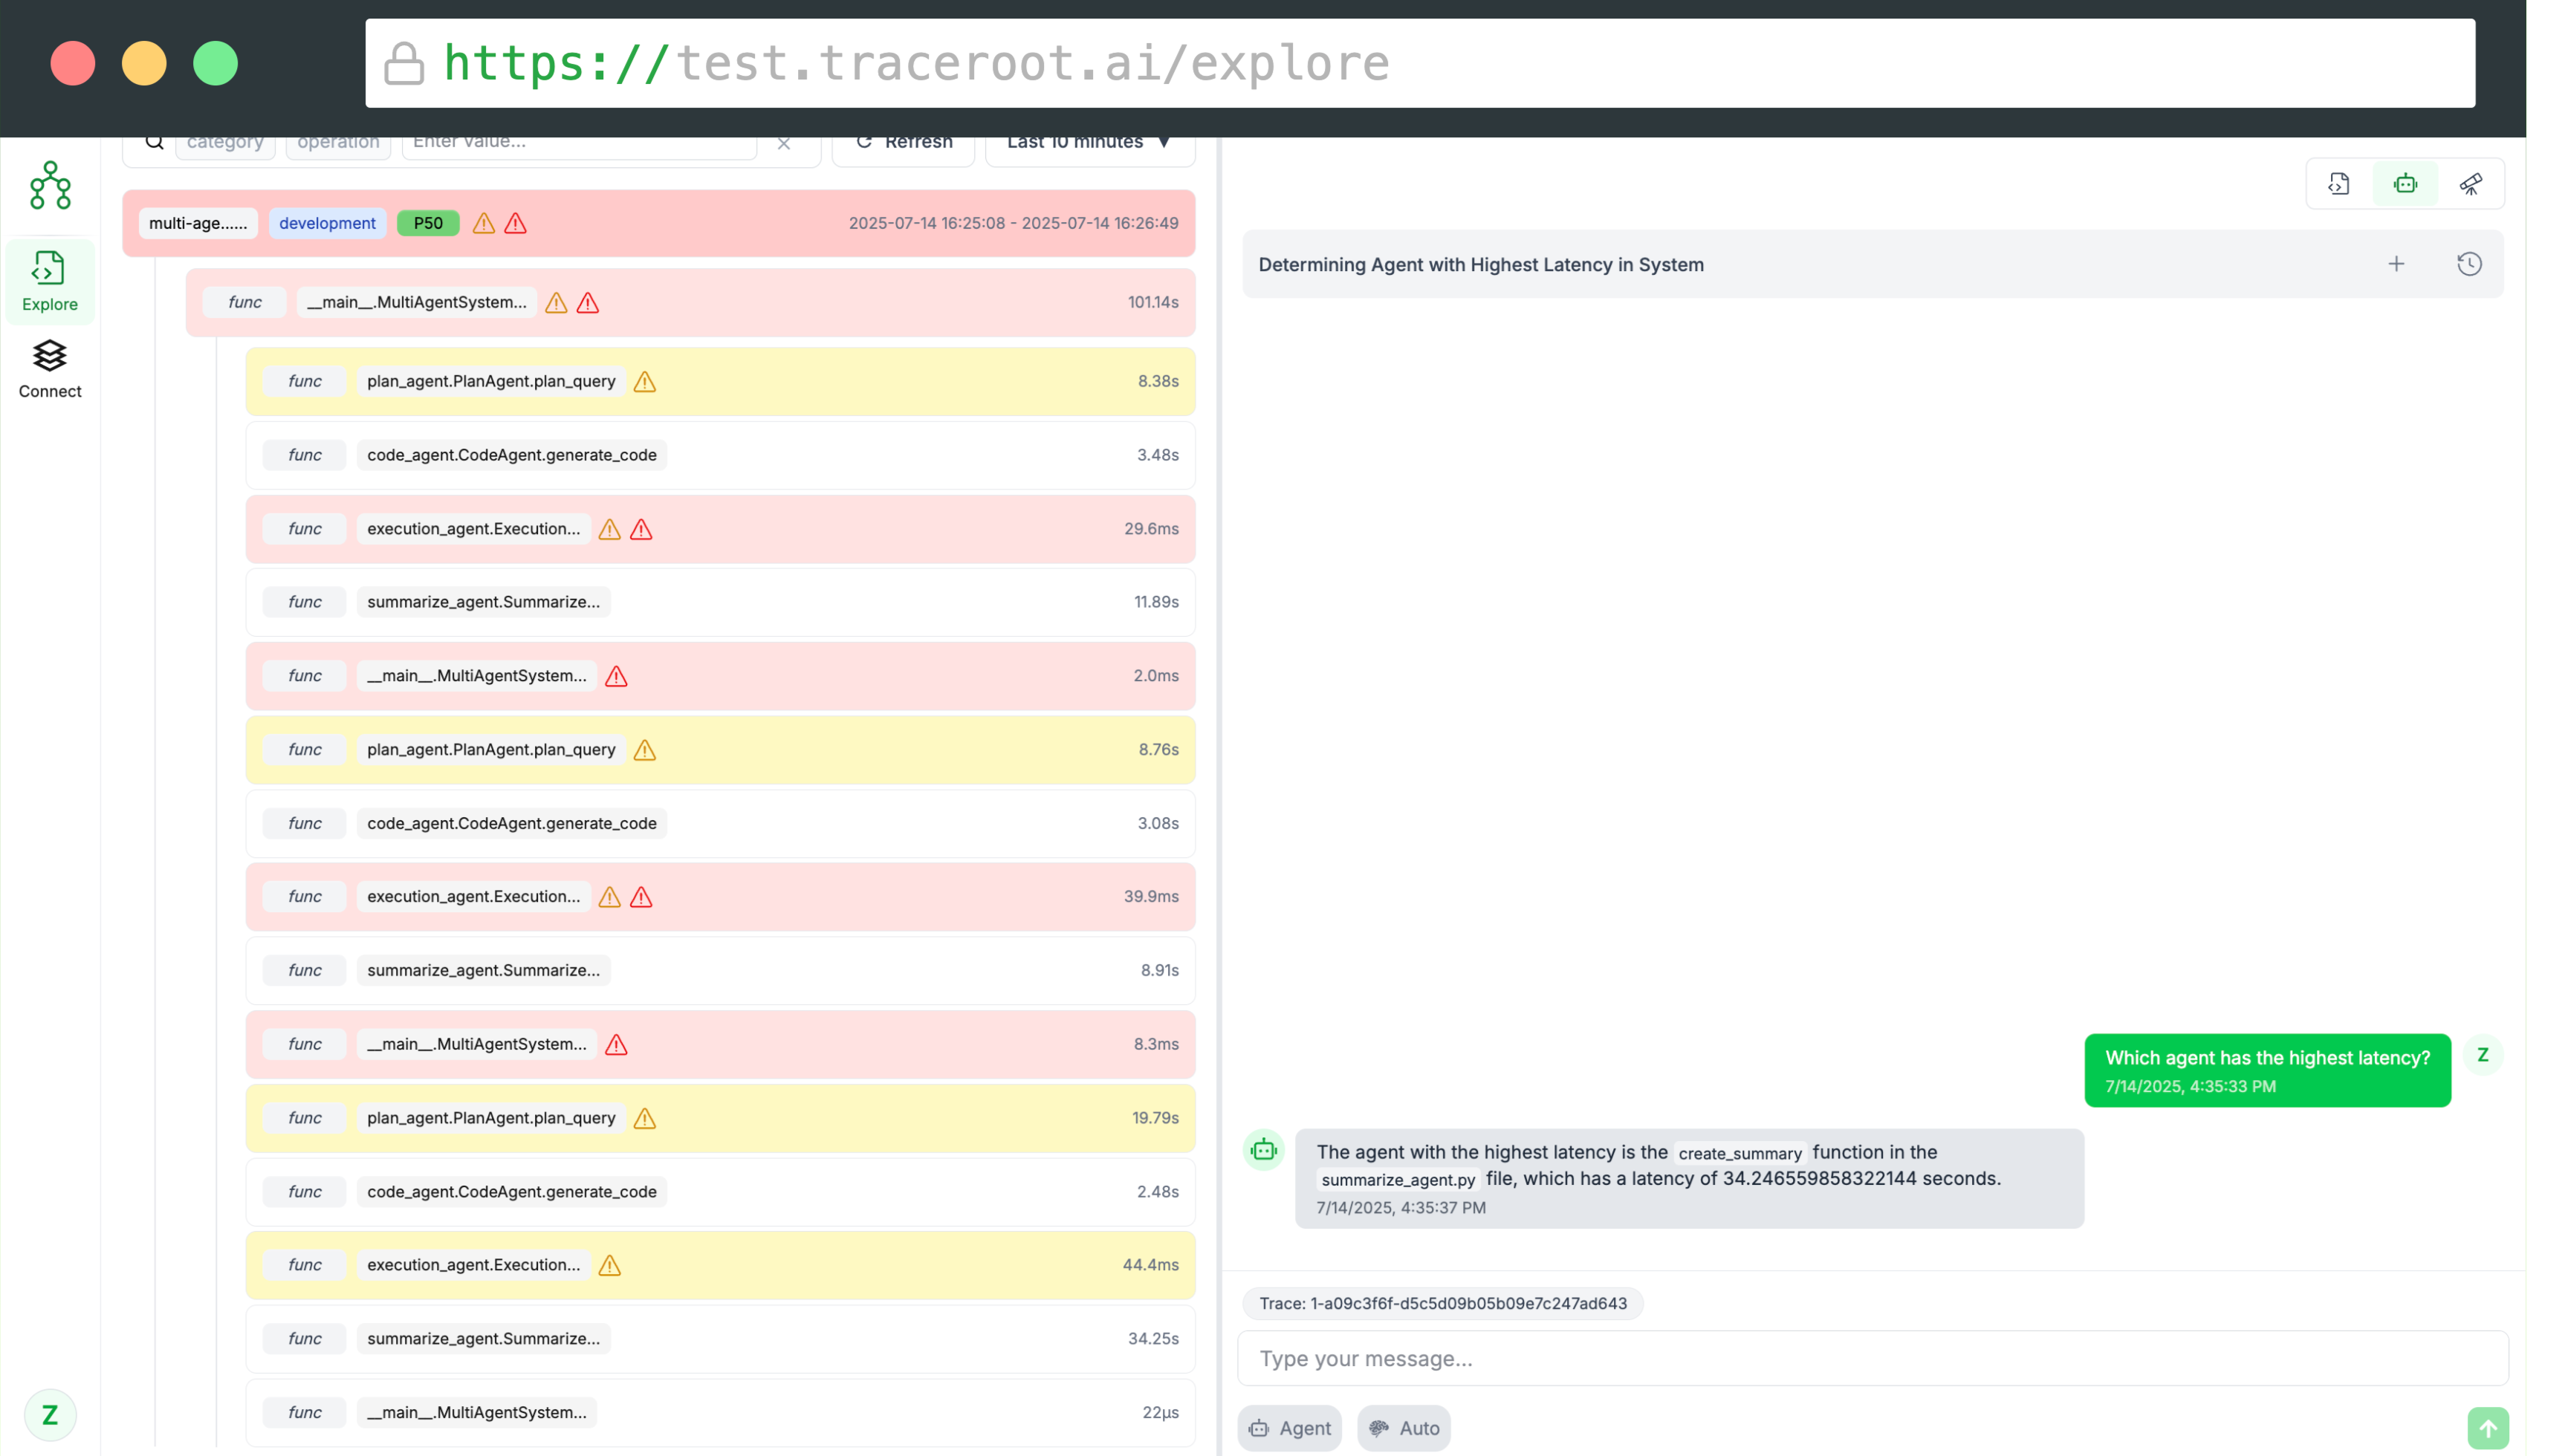 https://test.traceroot.ai/explore
category operation Enter value... Refresh Last 10 minutes
Explore
Connect
Z
multi-age...... development P50 2025-07-14 16:25:08 - 2025-07-14 16:26:49
func __main__.MultiAgentSystem... 101.14s
func plan_agent.PlanAgent.plan_query 8.38s
func code_agent.CodeAgent.generate_code 3.48s
func execution_agent.Execution... 29.6ms
func summarize_agent.Summarize... 11.89s
func __main__.MultiAgentSystem... 2.0ms
func plan_agent.PlanAgent.plan_query 8.76s
func code_agent.CodeAgent.generate_code 3.08s
func execution_agent.Execution... 39.9ms
func summarize_agent.Summarize... 8.91s
func __main__.MultiAgentSystem... 8.3ms
func plan_agent.PlanAgent.plan_query 19.79s
func code_agent.CodeAgent.generate_code 2.48s
func execution_agent.Execution... 44.4ms
func summarize_agent.Summarize... 34.25s
func __main__.MultiAgentSystem... 22µs
Determining Agent with Highest Latency in System
Which agent has the highest latency?
7/14/2025, 4:35:33 PM
Z
The agent with the highest latency is the create_summary function in the
summarize_agent.py file, which has a latency of 34.246559858322144 seconds.
7/14/2025, 4:35:37 PM
Trace: 1-a09c3f6f-d5c5d09b05b09e7c247ad643
Type your message...
Agent Auto